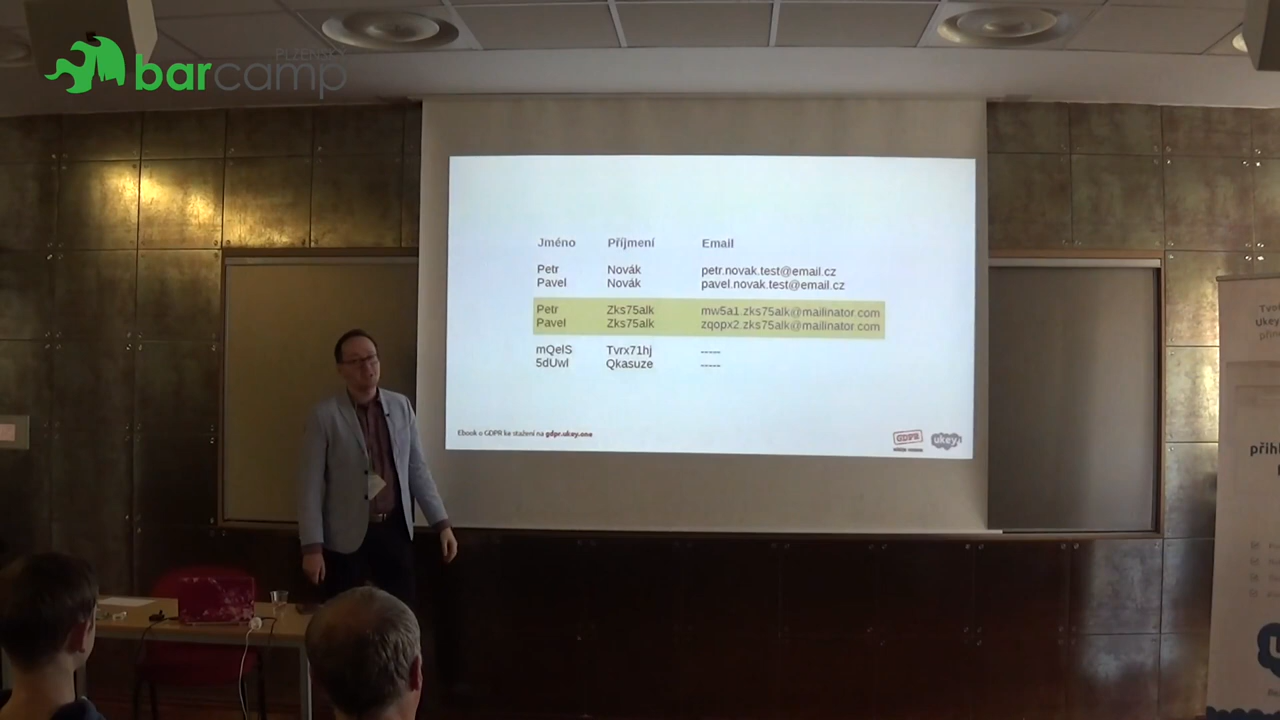 PLZEŇSKÝ
barcamp
Jméno Příjmení Email
Petr Novák petr.novak.test@email.cz
Pavel Novák pavel.novak.test@email.cz
Petr Zks75alk mw5a1.zks75alk@mailinator.com
Pavel Zks75alk zqopx2.zks75alk@mailinator.com
mQelS Tvrx71hj -----
5dUwl Qkasuze -----
Ebook o GDPR ke stažení na gdpr.ukey.one
GDPR
ukey